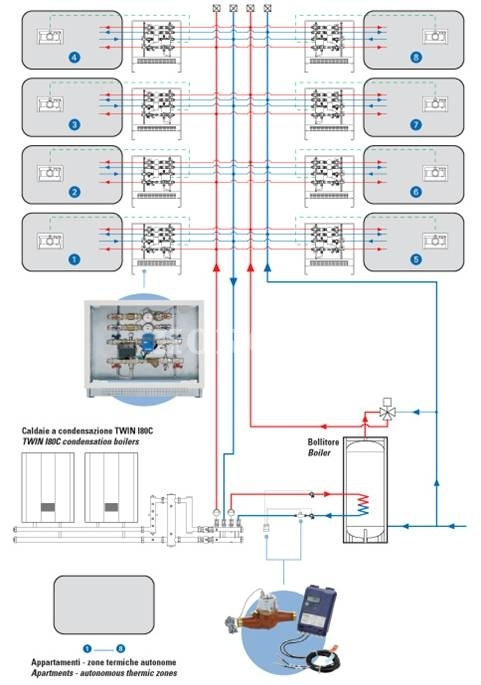 4
8
3
7
2
6
1
5
Caldaie a condensazione TWIN I80C
TWIN I80C condensation boilers
Bollitore
Boiler
1
8
Appartamenti - zone termiche autonome
Apartments - autonomous thermic zones